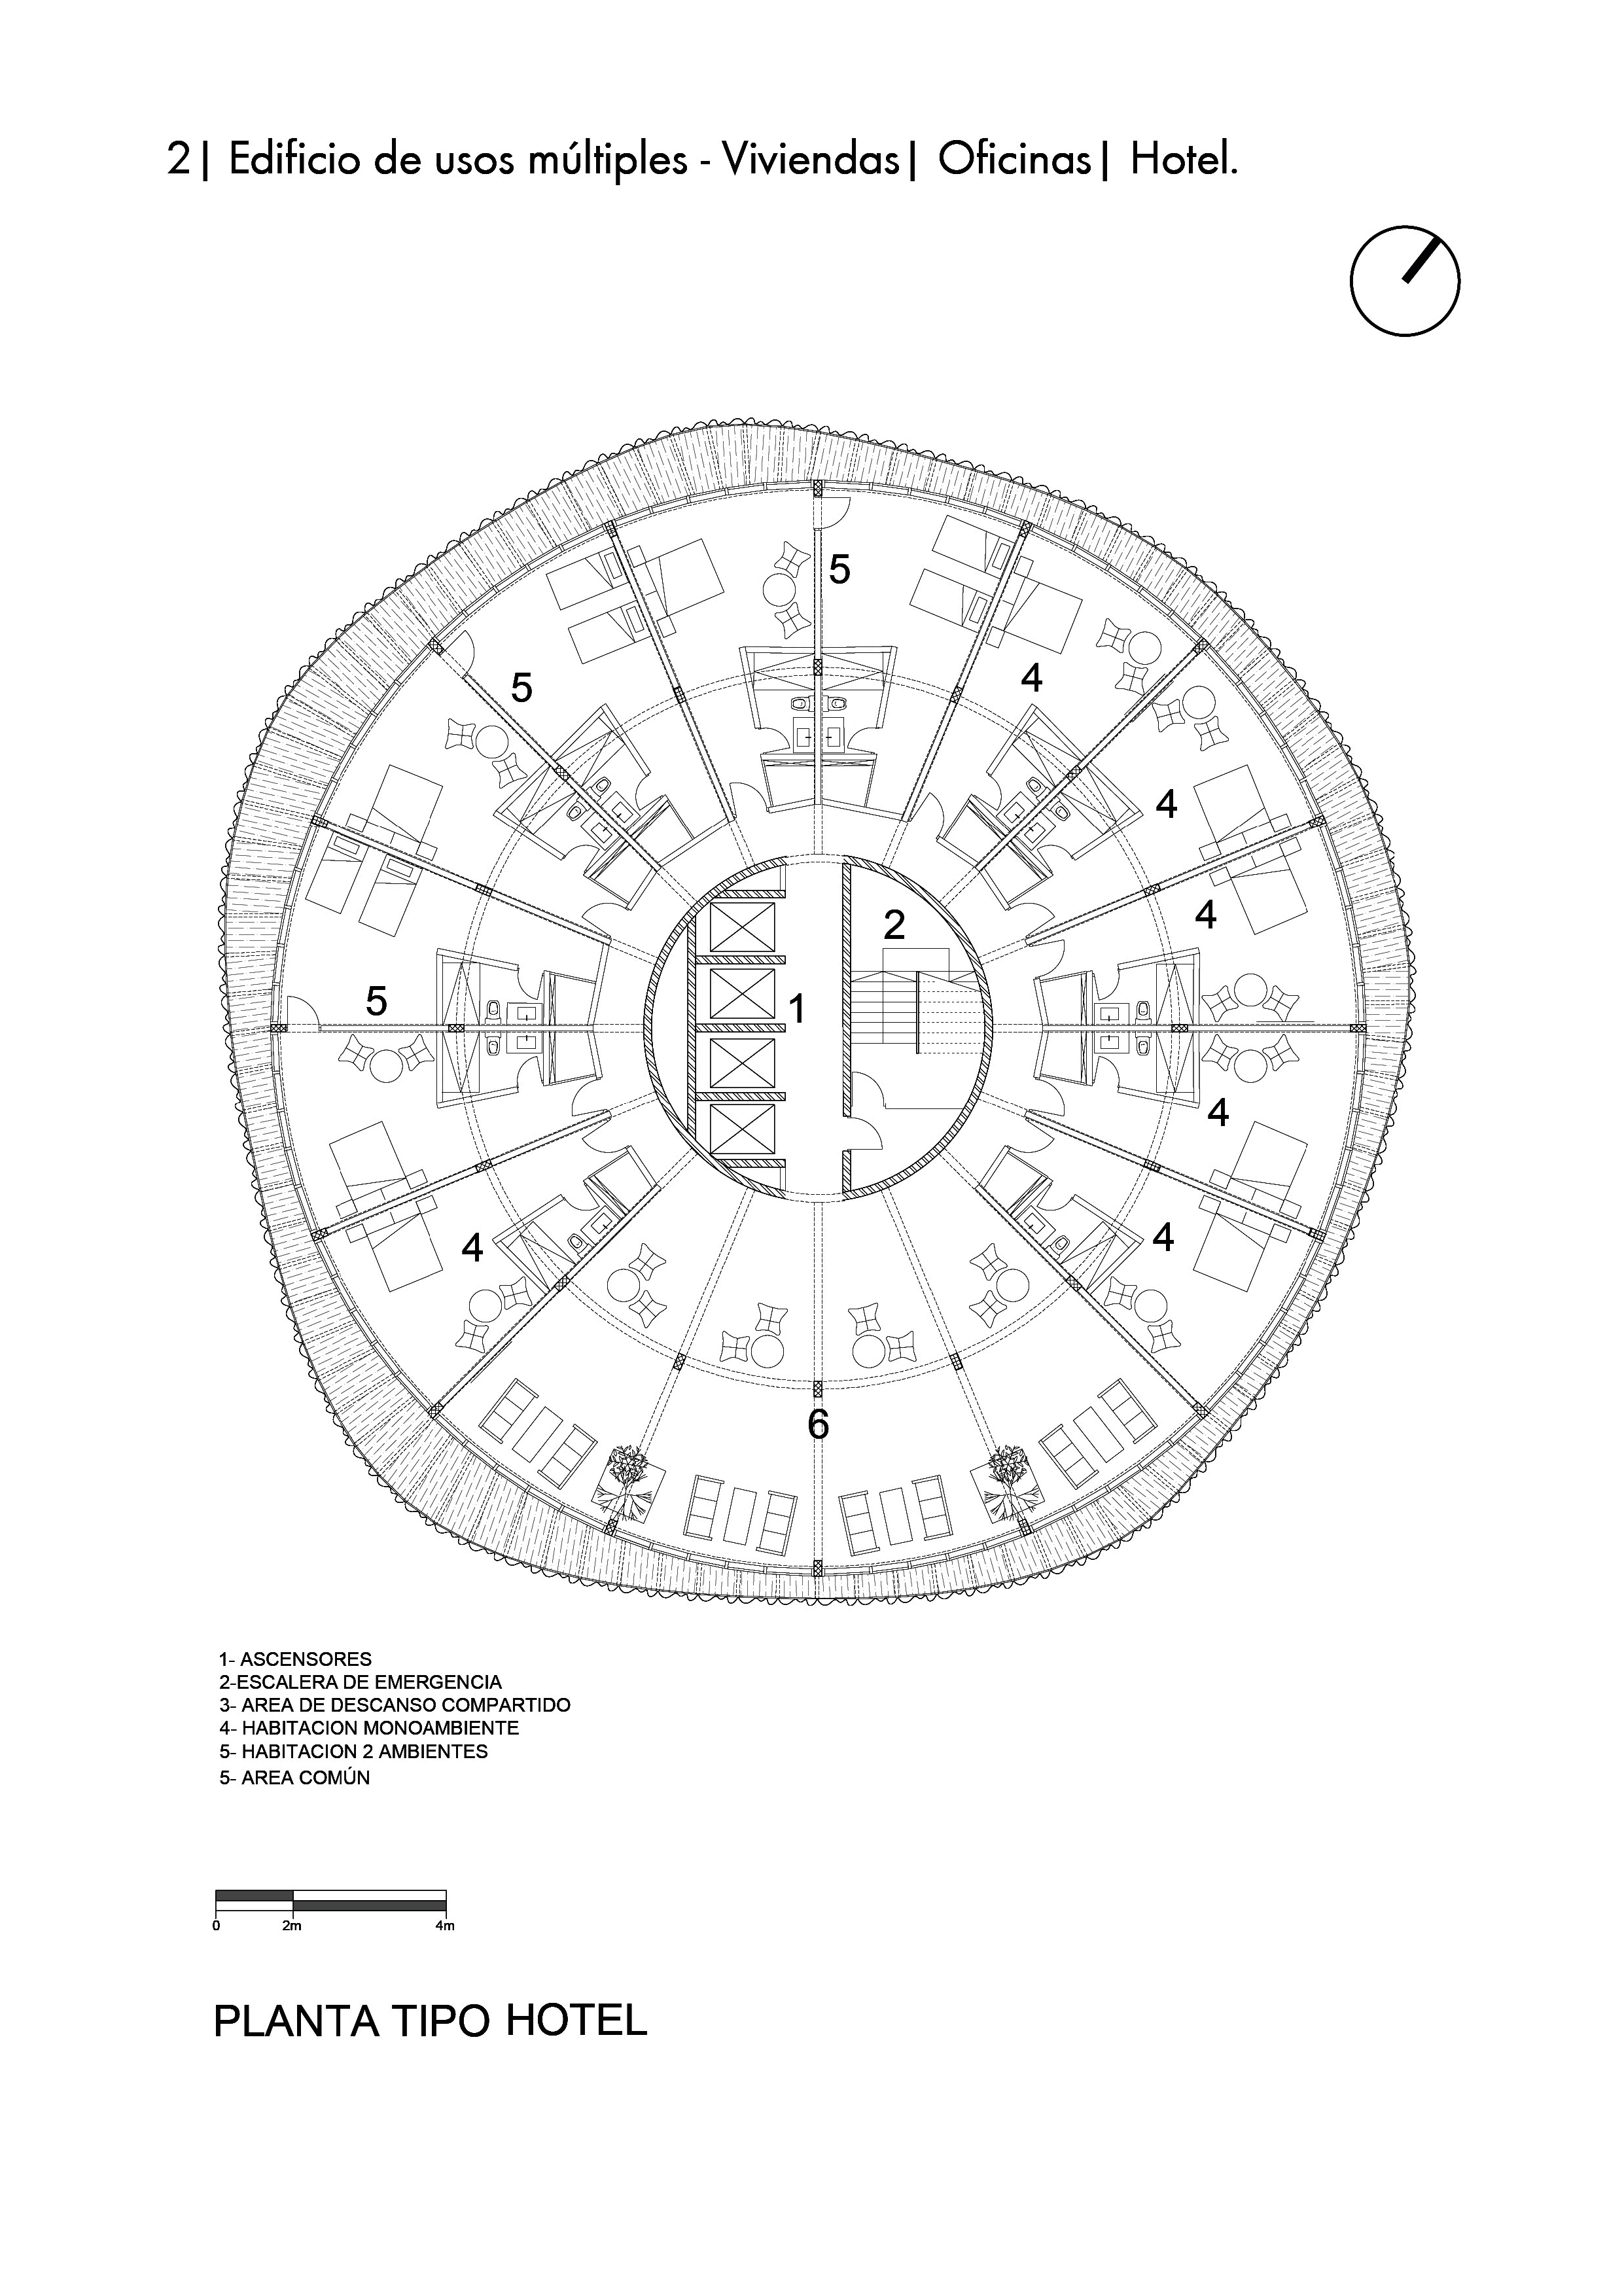 2| Edificio de usos múltiples - Viviendas| Oficinas| Hotel.
5
5
4
4
2
4
5
1
4
4
4
6
1- ASCENSORES
2-ESCALERA DE EMERGENCIA
3- AREA DE DESCANSO COMPARTIDO
4- HABITACION MONOAMBIENTE
5- HABITACION 2 AMBIENTES
5- AREA COMÚN
0 2m 4m
PLANTA TIPO HOTEL